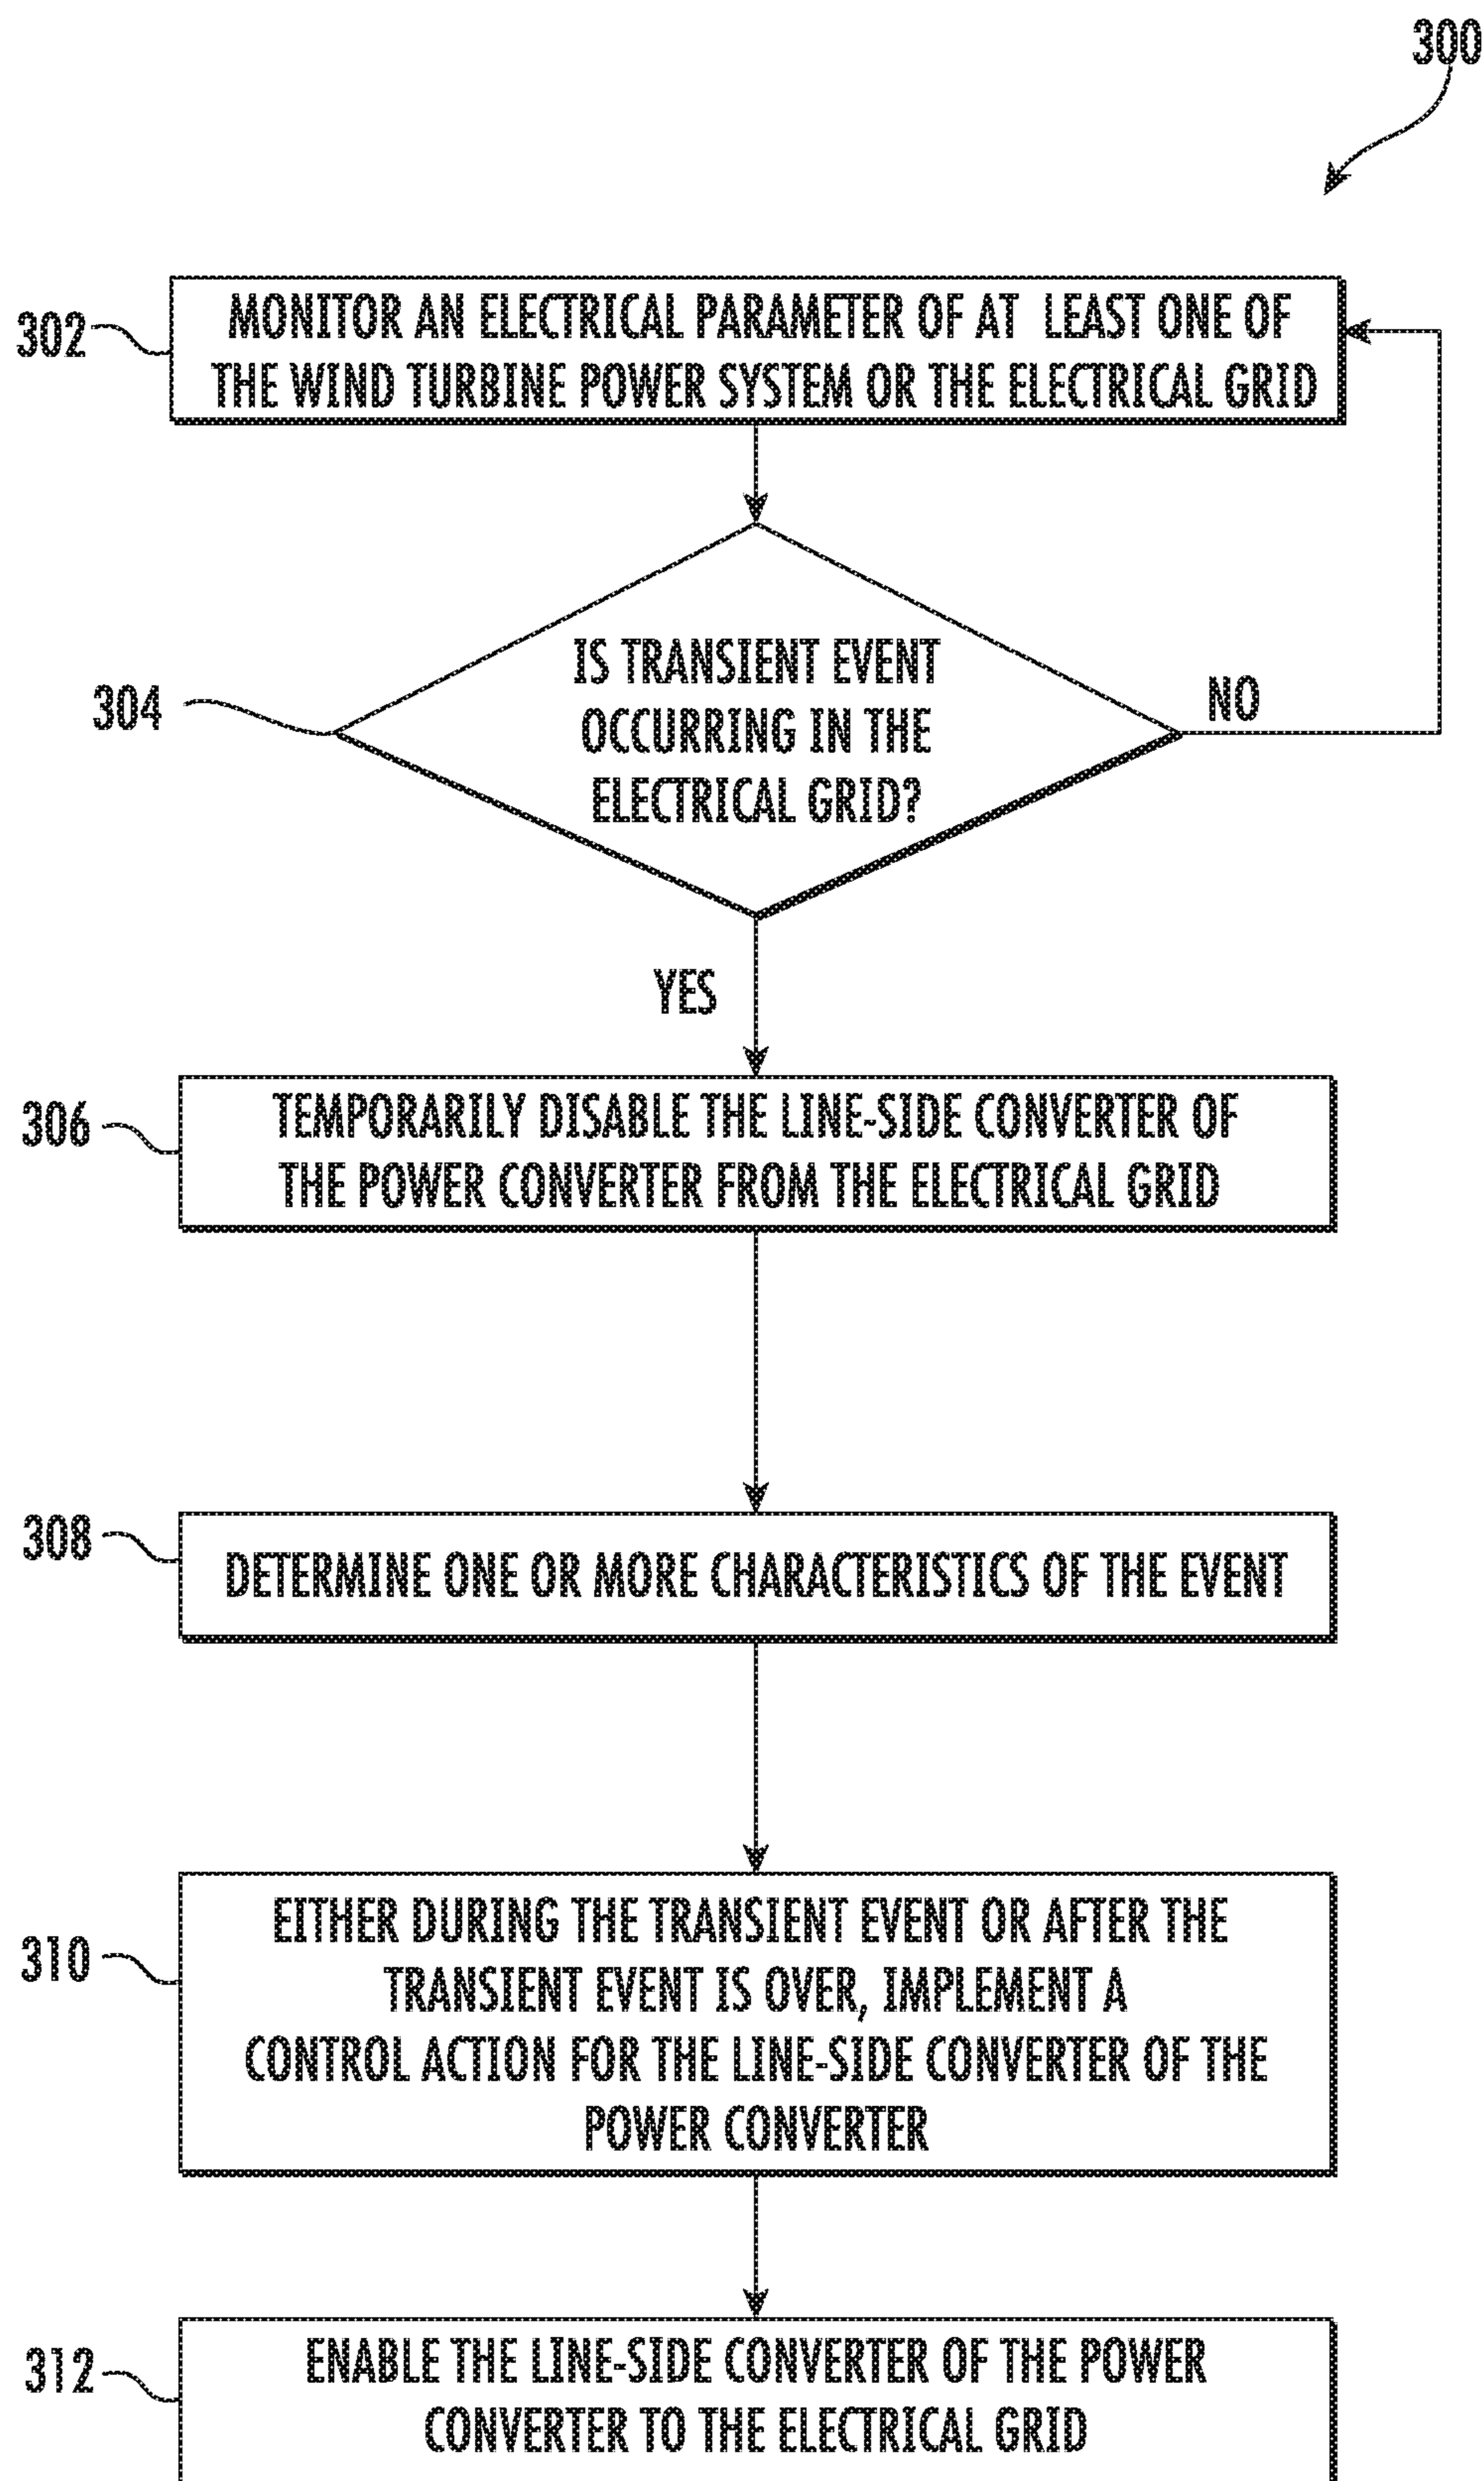 300
302
MONITOR AN ELECTRICAL PARAMETER OF AT LEAST ONE OF
THE WIND TURBINE POWER SYSTEM OR THE ELECTRICAL GRID
304
IS TRANSIENT EVENT
OCCURRING IN THE
ELECTRICAL GRID?
NO
YES
306
TEMPORARILY DISABLE THE LINE-SIDE CONVERTER OF
THE POWER CONVERTER FROM THE ELECTRICAL GRID
308
DETERMINE ONE OR MORE CHARACTERISTICS OF THE EVENT
310
EITHER DURING THE TRANSIENT EVENT OR AFTER THE
TRANSIENT EVENT IS OVER, IMPLEMENT A
CONTROL ACTION FOR THE LINE-SIDE CONVERTER OF THE
POWER CONVERTER
312
ENABLE THE LINE-SIDE CONVERTER OF THE POWER
CONVERTER TO THE ELECTRICAL GRID